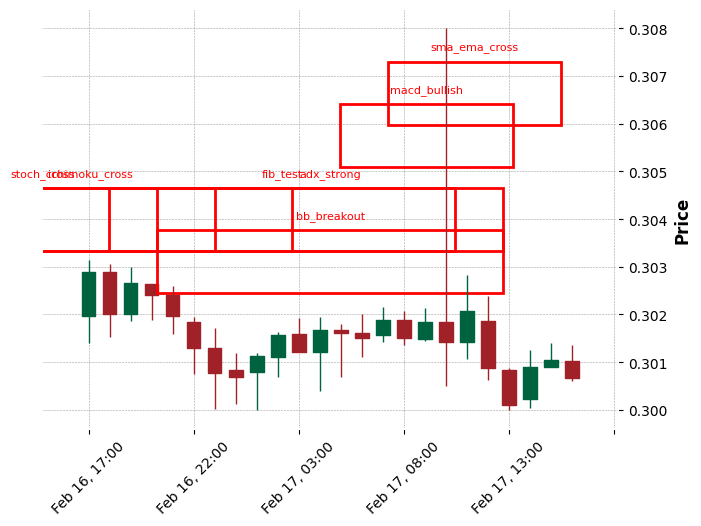 0.308
sma_ema_cross
0.307
macd_bullish
0.306
0.305
stoch_cross
ichimoku_cross
fib_test
adx_strong
0.304
bb_breakout
Price
0.303
0.302
0.301
0.300
Feb 16, 17:00
Feb 16, 22:00
Feb 17, 03:00
Feb 17, 08:00
Feb 17, 13:00